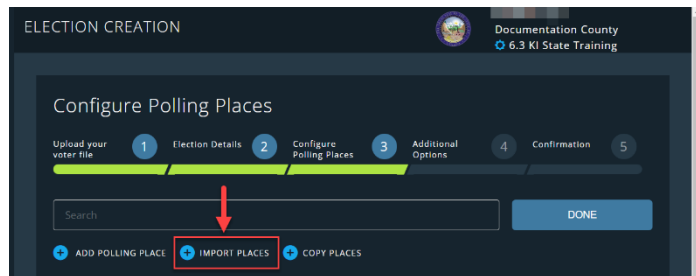 ELECTION CREATION
Documentation County
6.3 KI State Training
Configure Polling Places
Upload your
voter file
1
Election Details
2
Configure
Polling Places
3
Additional
Options
4
Confirmation
5
Search
DONE
ADD POLLING PLACE
IMPORT PLACES
COPY PLACES